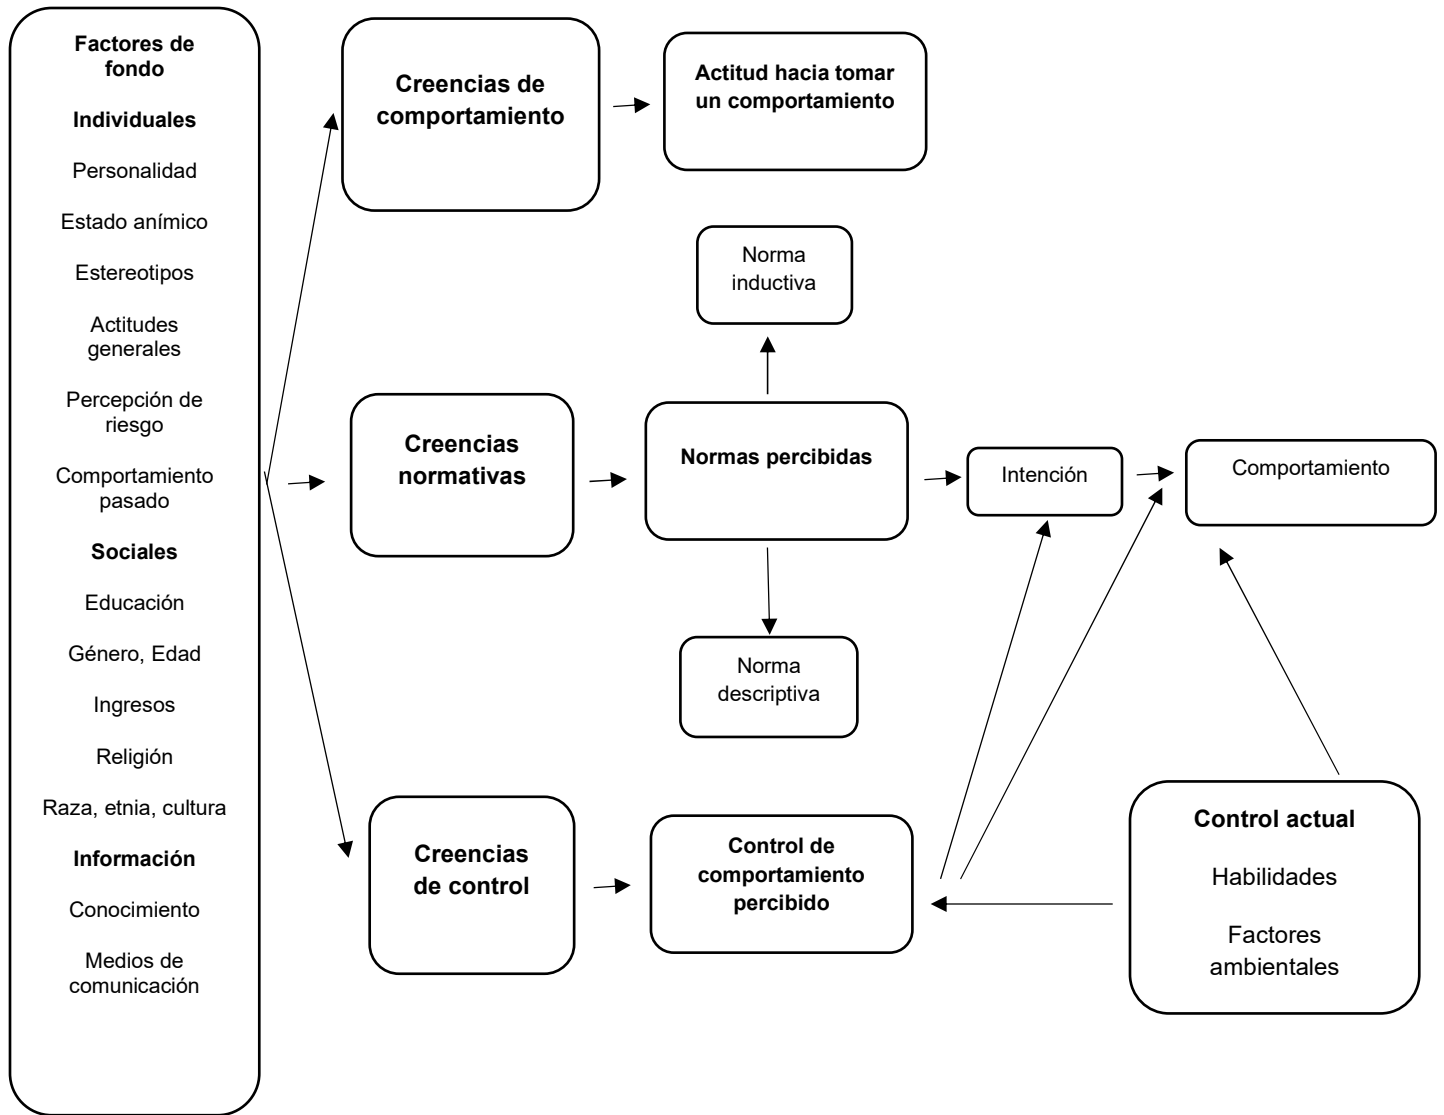 Factores de
fondo
Individuales
Personalidad
Estado anímico
Estereotipos
Actitudes
generales
Percepción de
riesgo
Comportamiento
pasado
Sociales
Educación
Género, Edad
Ingresos
Religión
Raza, etnia, cultura
Información
Conocimiento
Medios de
comunicación
Creencias de
comportamiento
Actitud hacia tomar
un comportamiento
Norma
inductiva
Creencias
normativas
Normas percibidas
Intención
Comportamiento
Norma
descriptiva
Creencias
de control
Control de
comportamiento
percibido
Control actual
Habilidades
Factores
ambientales